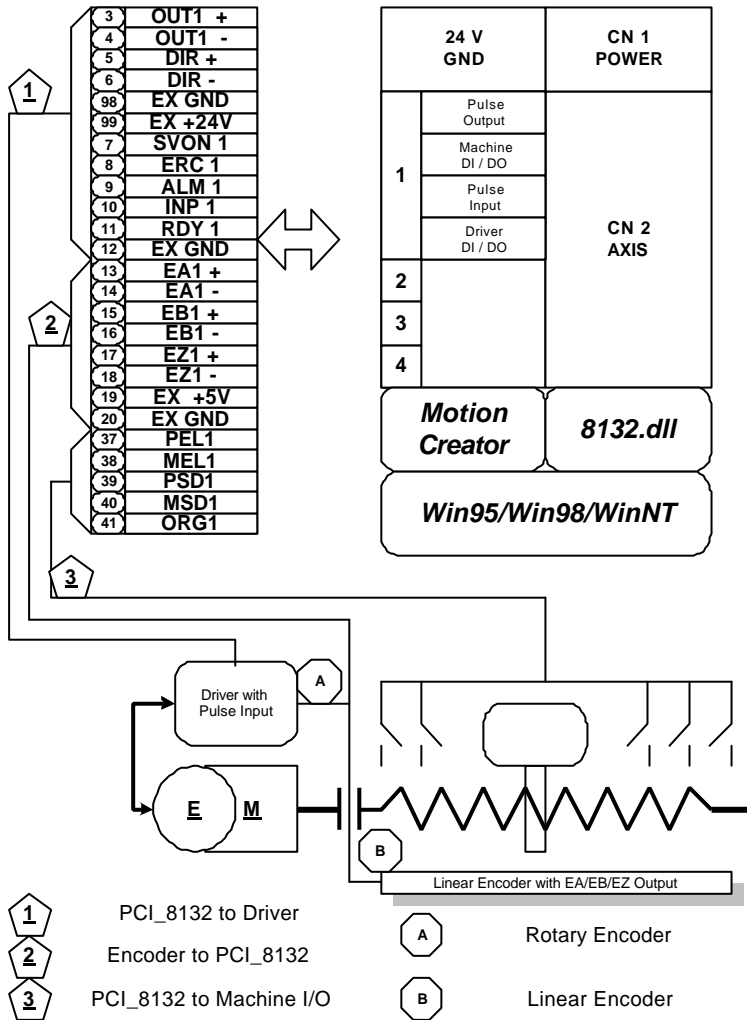 3 OUT1 +
4 OUT1 -
5 DIR +
6 DIR -
98 EX GND
99 EX +24V
7 SVON 1
8 ERC 1
9 ALM 1
10 INP 1
11 RDY 1
12 EX GND
13 EA1 +
14 EA1 -
15 EB1 +
16 EB1 -
17 EZ1 +
18 EZ1 -
19 EX +5V
20 EX GND
37 PEL1
38 MEL1
39 PSD1
40 MSD1
41 ORG1
1
2
3
24 V
GND
CN 1
POWER
1
Pulse
Output
Machine
DI / DO
Pulse
Input
Driver
DI / DO
2
3
4
CN 2
AXIS
Motion
Creator
8132.dll
Win95/Win98/WinNT
Driver with
Pulse Input
A
E
M
B
Linear Encoder with EA/EB/EZ Output
1 PCI_8132 to Driver
2 Encoder to PCI_8132
3 PCI_8132 to Machine I/O
A Rotary Encoder
B Linear Encoder